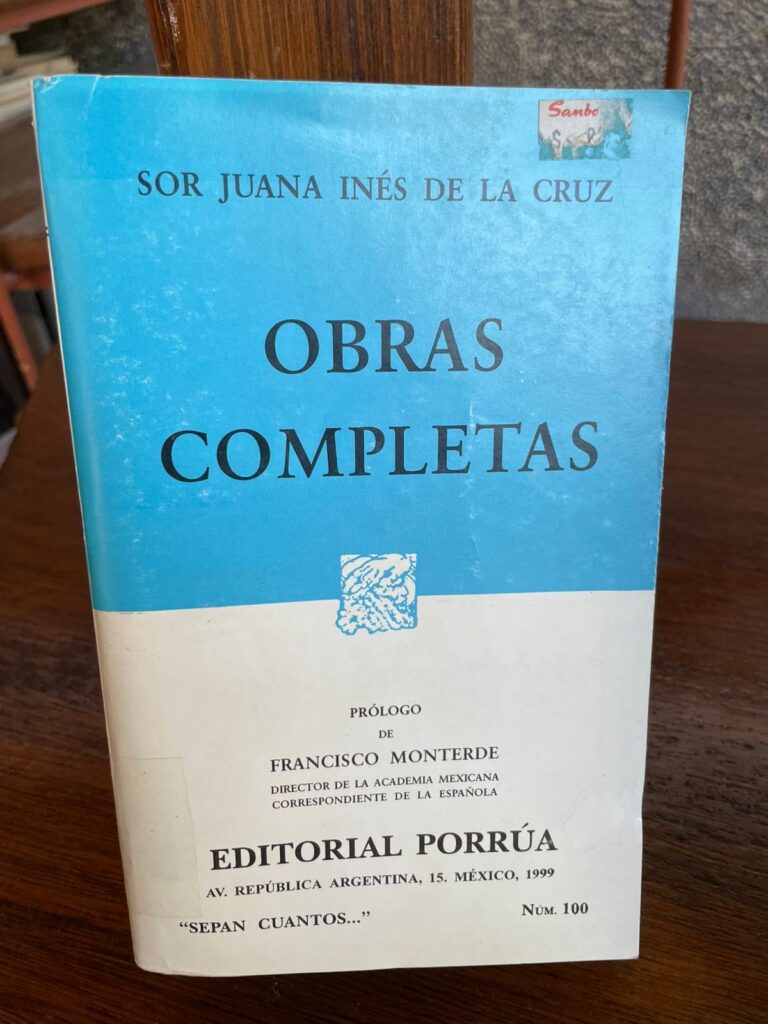 Sanbo
SOR JUANA INÉS DE LA CRUZ
OBRAS
COMPLETAS
PRÓLOGO
DE
FRANCISCO MONTERDE
DIRECTOR DE LA ACADEMIA MEXICANA
CORRESPONDIENTE DE LA ESPAÑOLA
EDITORIAL PORRÚA
AV. REPÚBLICA ARGENTINA, 15. MÉXICO, 1999
“SEPAN CUANTOS...” NÚM. 100